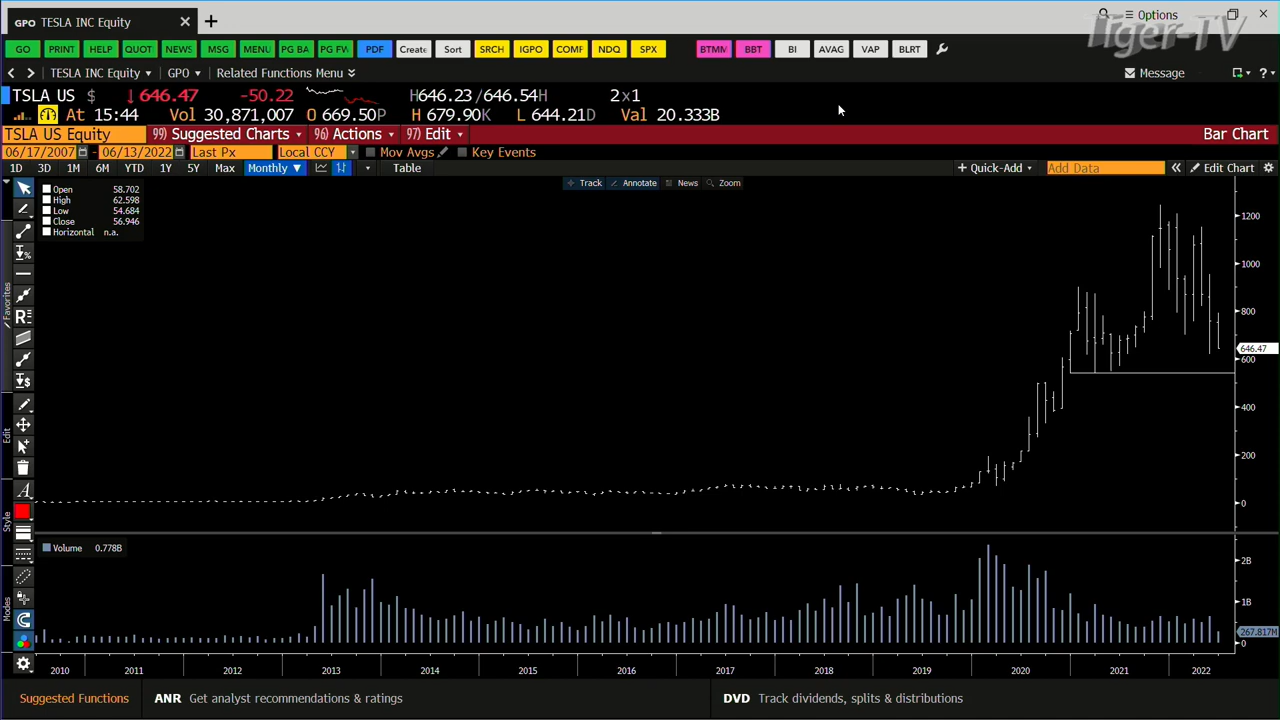 GPO TESLA INC Equity × +
Options
Tiger-TV
GO PRINT HELP QUOT NEWS MSG MENU PG BA PG FW PDF Create Sort SRCH IGPO COMF NDQ SPX BTMM BBT BI AVAG VAP BLRT
TESLA INC Equity GPO Related Functions Menu Message
TSLA US $ ↓646.47 -50.22 H646.23/646.54H 2x1
At 15:44 Vol 30,871,007 O 669.50P H 679.90K L 644.21D Val 20.333B
TSLA US Equity 99) Suggested Charts 96) Actions 97) Edit Bar Chart
06/17/2007 - 06/13/2022 Last Px Local CCY Mov Avgs Key Events
1D 3D 1M 6M YTD 1Y 5Y Max Monthly ▼ Table + Quick-Add Add Data « Edit Chart
Track Annotate News Zoom
Open 58.702
High 62.598
Low 54.684
Close 56.946
Horizontal n.a.
1200
1000
800
646.47
600
400
200
0
Favorites
Edit
Style
Modes
Volume 0.778B
2B
1B
267.817M
0
2010 2011 2012 2013 2014 2015 2016 2017 2018 2019 2020 2021 2022
Suggested Functions ANR Get analyst recommendations & ratings DVD Track dividends, splits & distributions